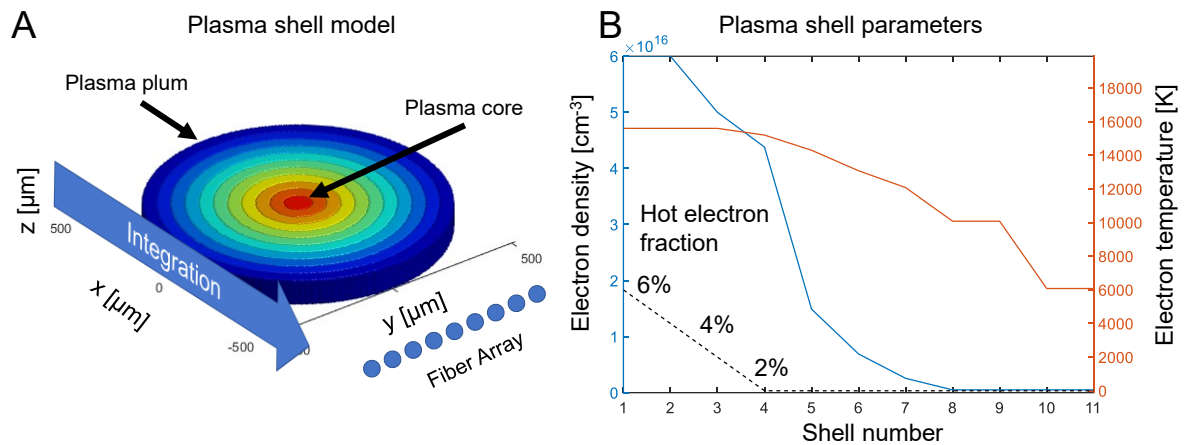 A
Plasma shell model
Plasma plum
Plasma core
z [µm]
500
Integration
x [µm]
0
-500
500
y [µm]
Fiber Array
B
Plasma shell parameters
×10^16
6
5
4
3
2
1
0
Electron density [cm-3]
Hot electron
fraction
6%
4%
2%
18000
16000
14000
12000
10000
8000
6000
4000
2000
0
Electron temperature [K]
1 2 3 4 5 6 7 8 9 10 11
Shell number